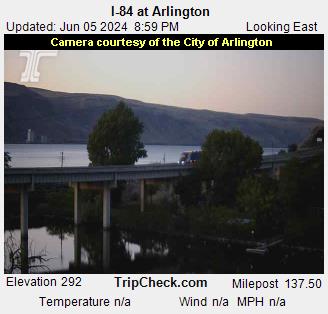 I-84 at Arlington
Updated: Jun 05 2024 8:59 PM Looking East
Camera courtesy of the City of Arlington
Elevation 292 TripCheck.com Milepost 137.50
Temperature n/a Wind n/a MPH n/a